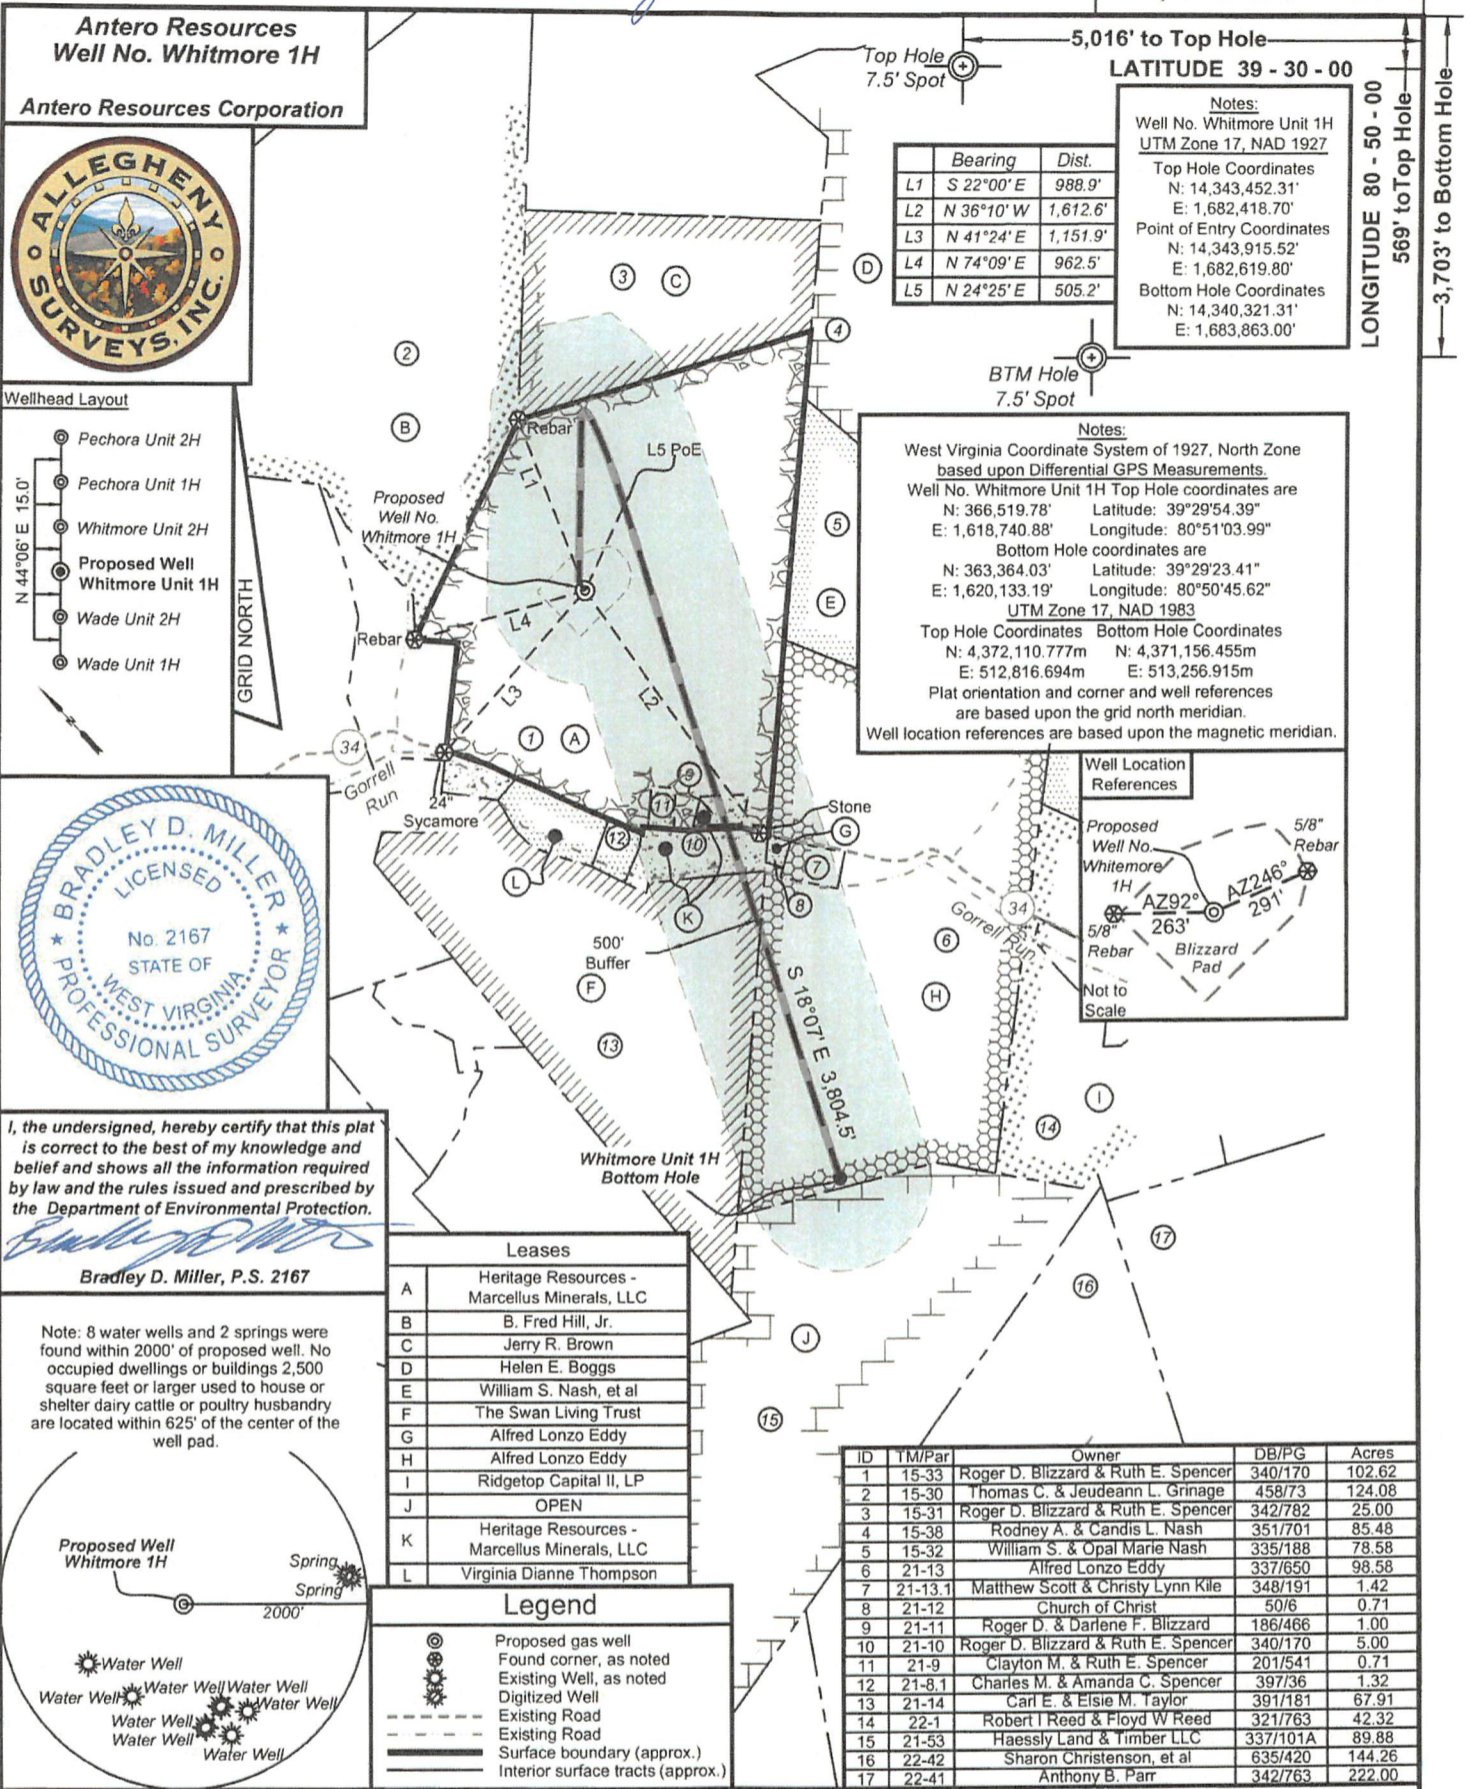 Antero Resources
Well No. Whitmore 1H
Antero Resources Corporation
ALLEGHENY
SURVEYS, INC.
Wellhead Layout
Pechora Unit 2H
Pechora Unit 1H
Whitmore Unit 2H
Proposed Well
Whitmore Unit 1H
Wade Unit 2H
Wade Unit 1H
N 44°06' E 15.0'
GRID NORTH
N
Top Hole
7.5' Spot
5,016' to Top Hole
LATITUDE 39 - 30 - 00
LONGITUDE 80 - 50 - 00
569' to Top Hole
3,703' to Bottom Hole
Bearing Dist.
L1 S 22°00' E 988.9'
L2 N 36°10' W 1,612.6'
L3 N 41°24' E 1,151.9'
L4 N 74°09' E 962.5'
L5 N 24°25' E 505.2'
Notes:
Well No. Whitmore Unit 1H
UTM Zone 17, NAD 1927
Top Hole Coordinates
N: 14,343,452.31'
E: 1,682,418.70'
Point of Entry Coordinates
N: 14,343,915.52'
E: 1,682,619.80'
Bottom Hole Coordinates
N: 14,340,321.31'
E: 1,683,863.00'
BTM Hole
7.5' Spot
Notes:
West Virginia Coordinate System of 1927, North Zone
based upon Differential GPS Measurements.
Well No. Whitmore Unit 1H Top Hole coordinates are
N: 366,519.78' Latitude: 39°29'54.39"
E: 1,618,740.88' Longitude: 80°51'03.99"
Bottom Hole coordinates are
N: 363,364.03' Latitude: 39°29'23.41"
E: 1,620,133.19' Longitude: 80°50'45.62"
UTM Zone 17, NAD 1983
Top Hole Coordinates Bottom Hole Coordinates
N: 4,372,110.777m N: 4,371,156.455m
E: 512,816.694m E: 513,256.915m
Plat orientation and corner and well references
are based upon the grid north meridian.
Well location references are based upon the magnetic meridian.
3 C
D
4
2
B
Rebar
L5 PoE
L1
Proposed
Well No.
Whitmore 1H
5
E
Rebar
L4
L3
L2
1 A
34
Gorrell
Run
24"
Sycamore
9
11
12
10
Stone
G
7
8
L
K
500'
Buffer
F
13
6
H
34
Gorrell Run
S 18°07' E 3,804.5'
Whitmore Unit 1H
Bottom Hole
14
I
17
16
J
15
Well Location
References
Proposed
Well No.
Whitemore
1H
5/8"
Rebar
AZ92°
263'
AZ246°
291'
5/8"
Rebar
Blizzard
Pad
Not to
Scale
BRADLEY D. MILLER
LICENSED
No. 2167
STATE OF
WEST VIRGINIA
PROFESSIONAL SURVEYOR
I, the undersigned, hereby certify that this plat
is correct to the best of my knowledge and
belief and shows all the information required
by law and the rules issued and prescribed by
the Department of Environmental Protection.
Bradley D. Miller, P.S. 2167
Note: 8 water wells and 2 springs were
found within 2000' of proposed well. No
occupied dwellings or buildings 2,500
square feet or larger used to house or
shelter dairy cattle or poultry husbandry
are located within 625' of the center of the
well pad.
Proposed Well
Whitmore 1H
Spring
Spring
2000'
Water Well
Water Well
Water Well
Water Well
Water Well
Water Well
Water Well
Water Well
Leases
A Heritage Resources -
Marcellus Minerals, LLC
B B. Fred Hill, Jr.
C Jerry R. Brown
D Helen E. Boggs
E William S. Nash, et al
F The Swan Living Trust
G Alfred Lonzo Eddy
H Alfred Lonzo Eddy
I Ridgetop Capital II, LP
J OPEN
K Heritage Resources -
Marcellus Minerals, LLC
L Virginia Dianne Thompson
Legend
Proposed gas well
Found corner, as noted
Existing Well, as noted
Digitized Well
Existing Road
Existing Road
Surface boundary (approx.)
Interior surface tracts (approx.)
ID TM/Par Owner DB/PG Acres
1 15-33 Roger D. Blizzard & Ruth E. Spencer 340/170 102.62
2 15-30 Thomas C. & Jeudeann L. Grinage 458/73 124.08
3 15-31 Roger D. Blizzard & Ruth E. Spencer 342/782 25.00
4 15-38 Rodney A. & Candis L. Nash 351/701 85.48
5 15-32 William S. & Opal Marie Nash 335/188 78.58
6 21-13 Alfred Lonzo Eddy 337/650 98.58
7 21-13.1 Matthew Scott & Christy Lynn Kile 348/191 1.42
8 21-12 Church of Christ 50/6 0.71
9 21-11 Roger D. & Darlene F. Blizzard 186/466 1.00
10 21-10 Roger D. Blizzard & Ruth E. Spencer 340/170 5.00
11 21-9 Clayton M. & Ruth E. Spencer 201/541 0.71
12 21-8.1 Charles M. & Amanda C. Spencer 397/36 1.32
13 21-14 Carl E. & Elsie M. Taylor 391/181 67.91
14 22-1 Robert I Reed & Floyd W Reed 321/763 42.32
15 21-53 Haessly Land & Timber LLC 337/101A 89.88
16 22-42 Sharon Christenson, et al 635/420 144.26
17 22-41 Anthony B. Parr 342/763 222.00